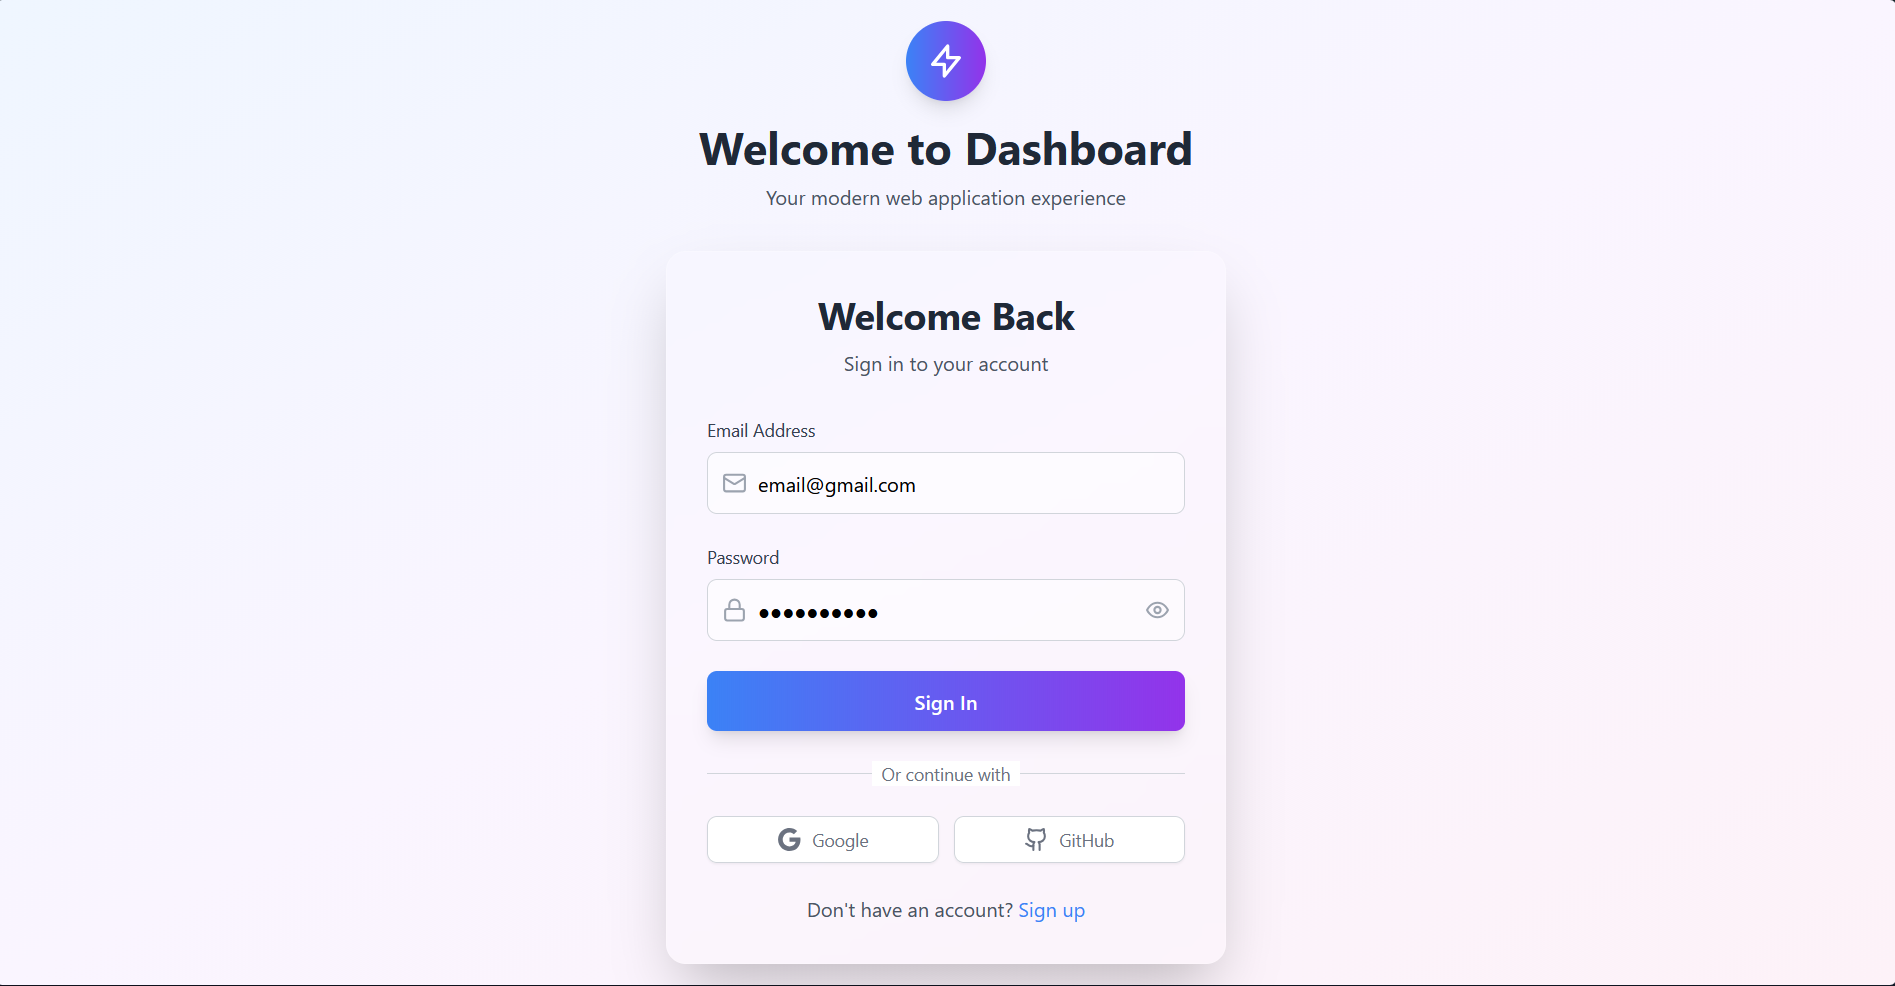 Welcome to Dashboard
Your modern web application experience
Welcome Back
Sign in to your account
Email Address
email@gmail.com
Password
●●●●●●●●●●
Sign In
Or continue with
Google
GitHub
Don't have an account? Sign up